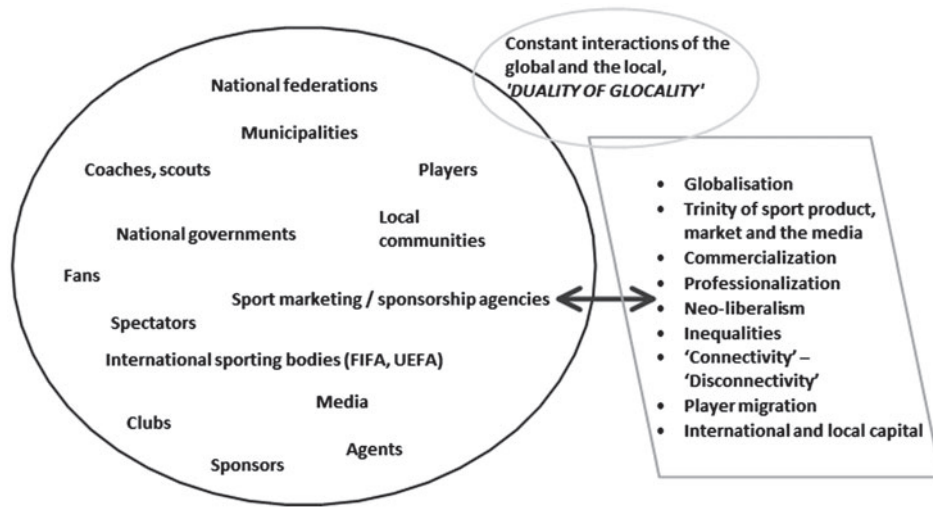 Constant interactions of the
global and the local,
'DUALITY OF GLOCALITY'
National federations
Municipalities
Coaches, scouts
Players
National governments
Local
communities
Fans
Sport marketing / sponsorship agencies
Spectators
International sporting bodies (FIFA, UEFA)
Media
Clubs
Agents
Sponsors
• Globalisation
• Trinity of sport product,
market and the media
• Commercialization
• Professionalization
• Neo-liberalism
• Inequalities
• ‘Connectivity’ –
‘Disconnectivity’
• Player migration
• International and local capital